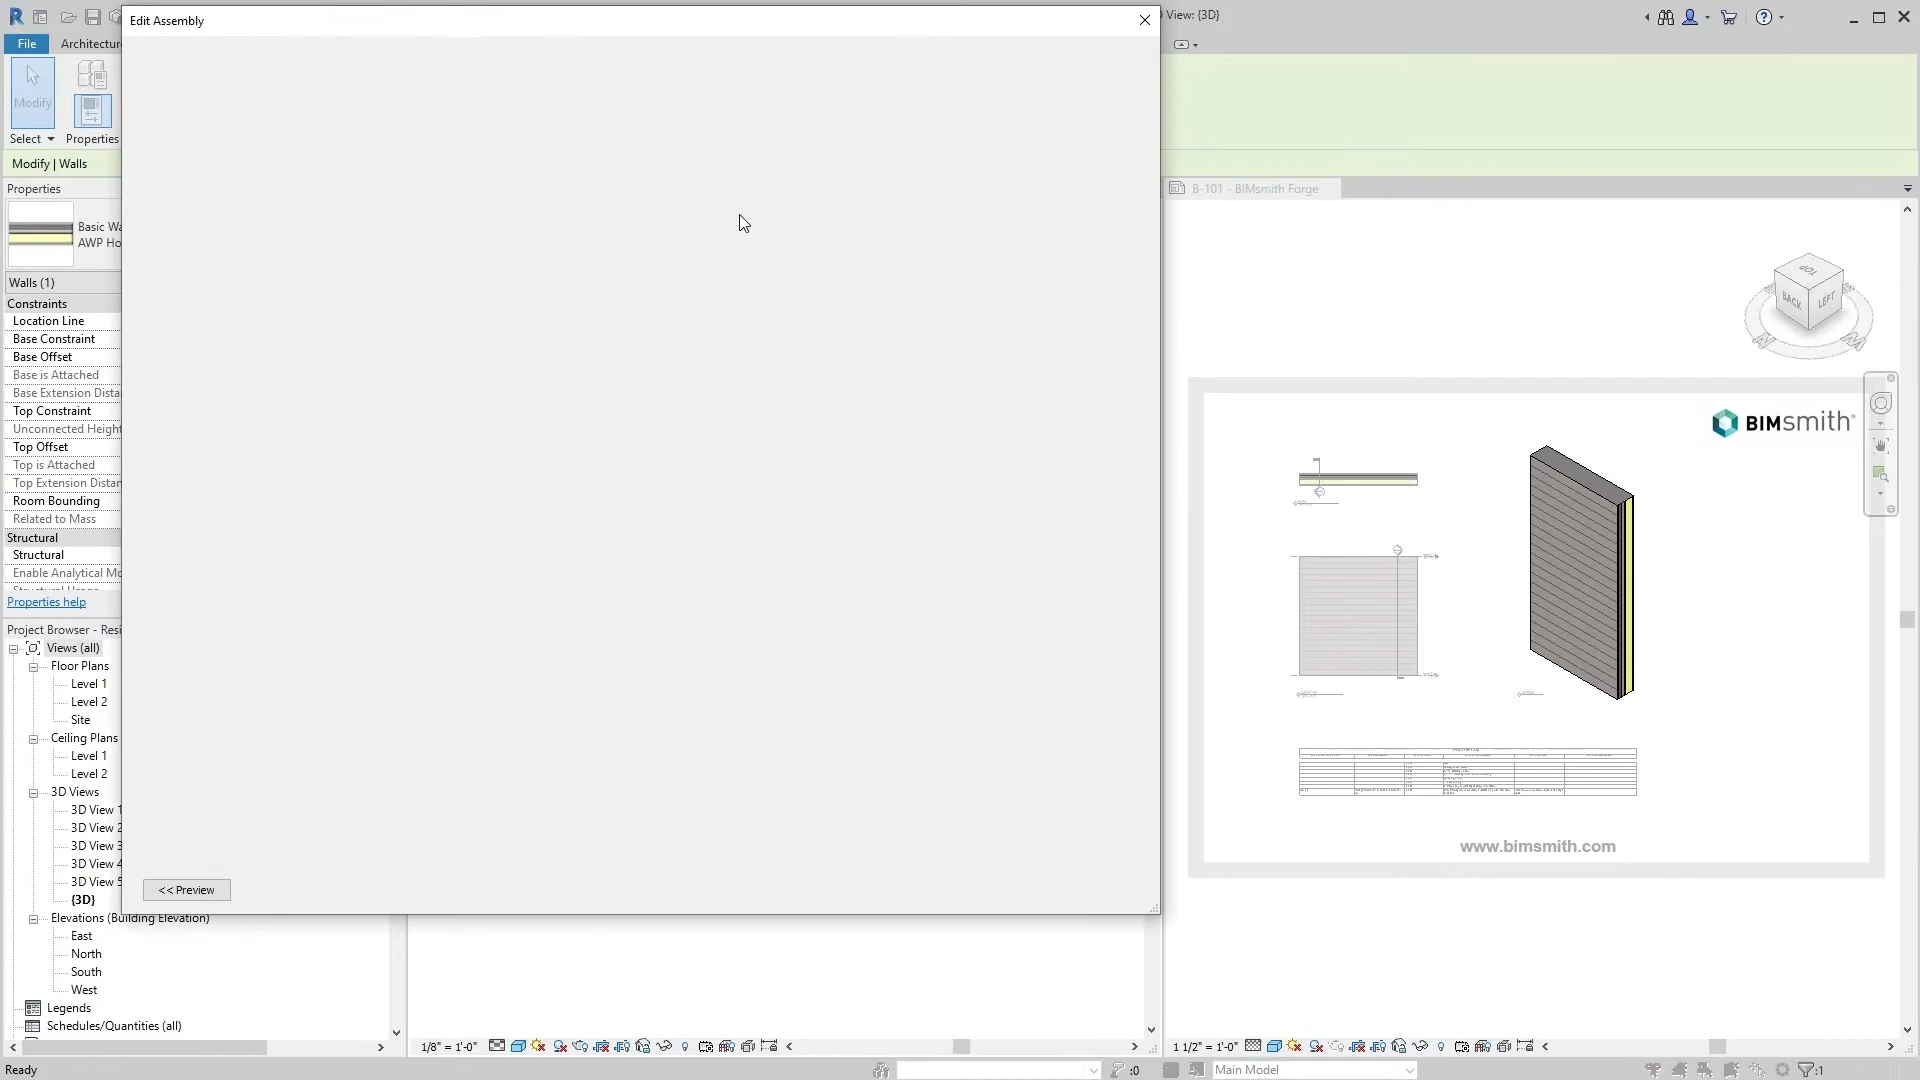 Edit Assembly
View: {3D}
File
Architectur
Modify
Select
Properties
Modify | Walls
Properties
Basic Wa
AWP Ho
Walls (1)
Constraints
Location Line
Base Constraint
Base Offset
Base is Attached
Base Extension Dista
Top Constraint
Unconnected Height
Top Offset
Top is Attached
Top Extension Distan
Room Bounding
Related to Mass
Structural
Structural
Enable Analytical Mo
Properties help
Project Browser - Resi
Views (all)
Floor Plans
Level 1
Level 2
Site
Ceiling Plans
Level 1
Level 2
3D Views
3D View 1
3D View 2
3D View 3
3D View 4
3D View 5
{3D}
Elevations (Building Elevation)
East
North
South
West
Legends
Schedules/Quantities (all)
<< Preview
B-101 - BIMsmith Forge
TOP
BACK
LEFT
BIMsmith
www.bimsmith.com
1/8" = 1'-0"
1 1/2" = 1'-0"
Ready
:0
Main Model
:1